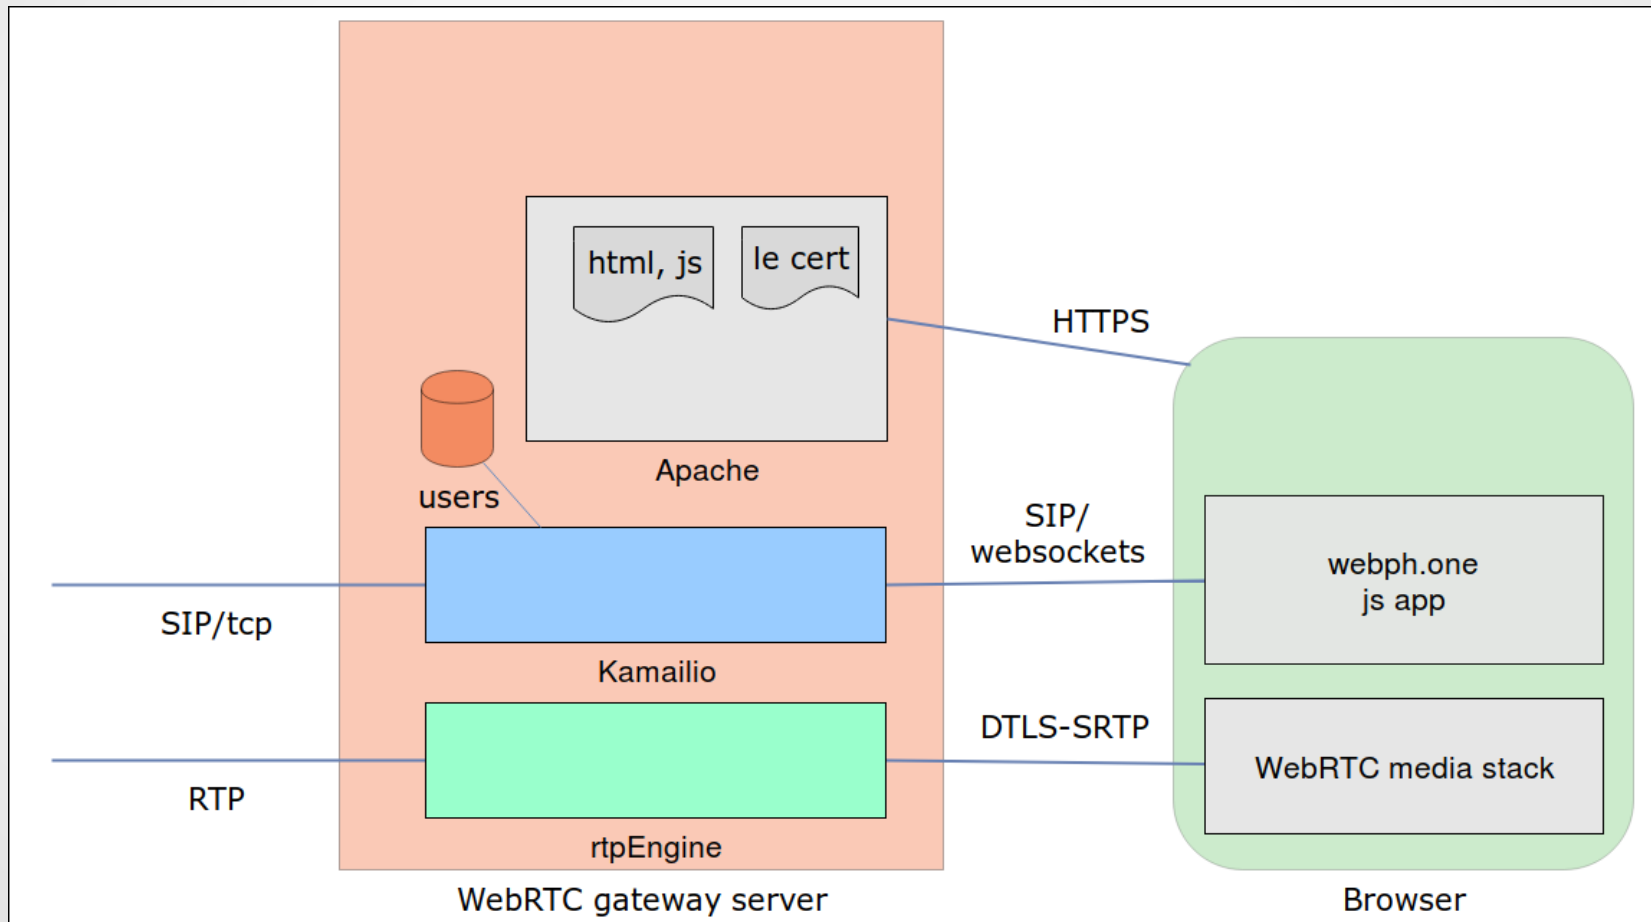 html, js
le cert
HTTPS
Apache
users
SIP/
websockets
webph.one
js app
SIP/tcp
Kamailio
DTLS-SRTP
WebRTC media stack
RTP
rtpEngine
WebRTC gateway server
Browser